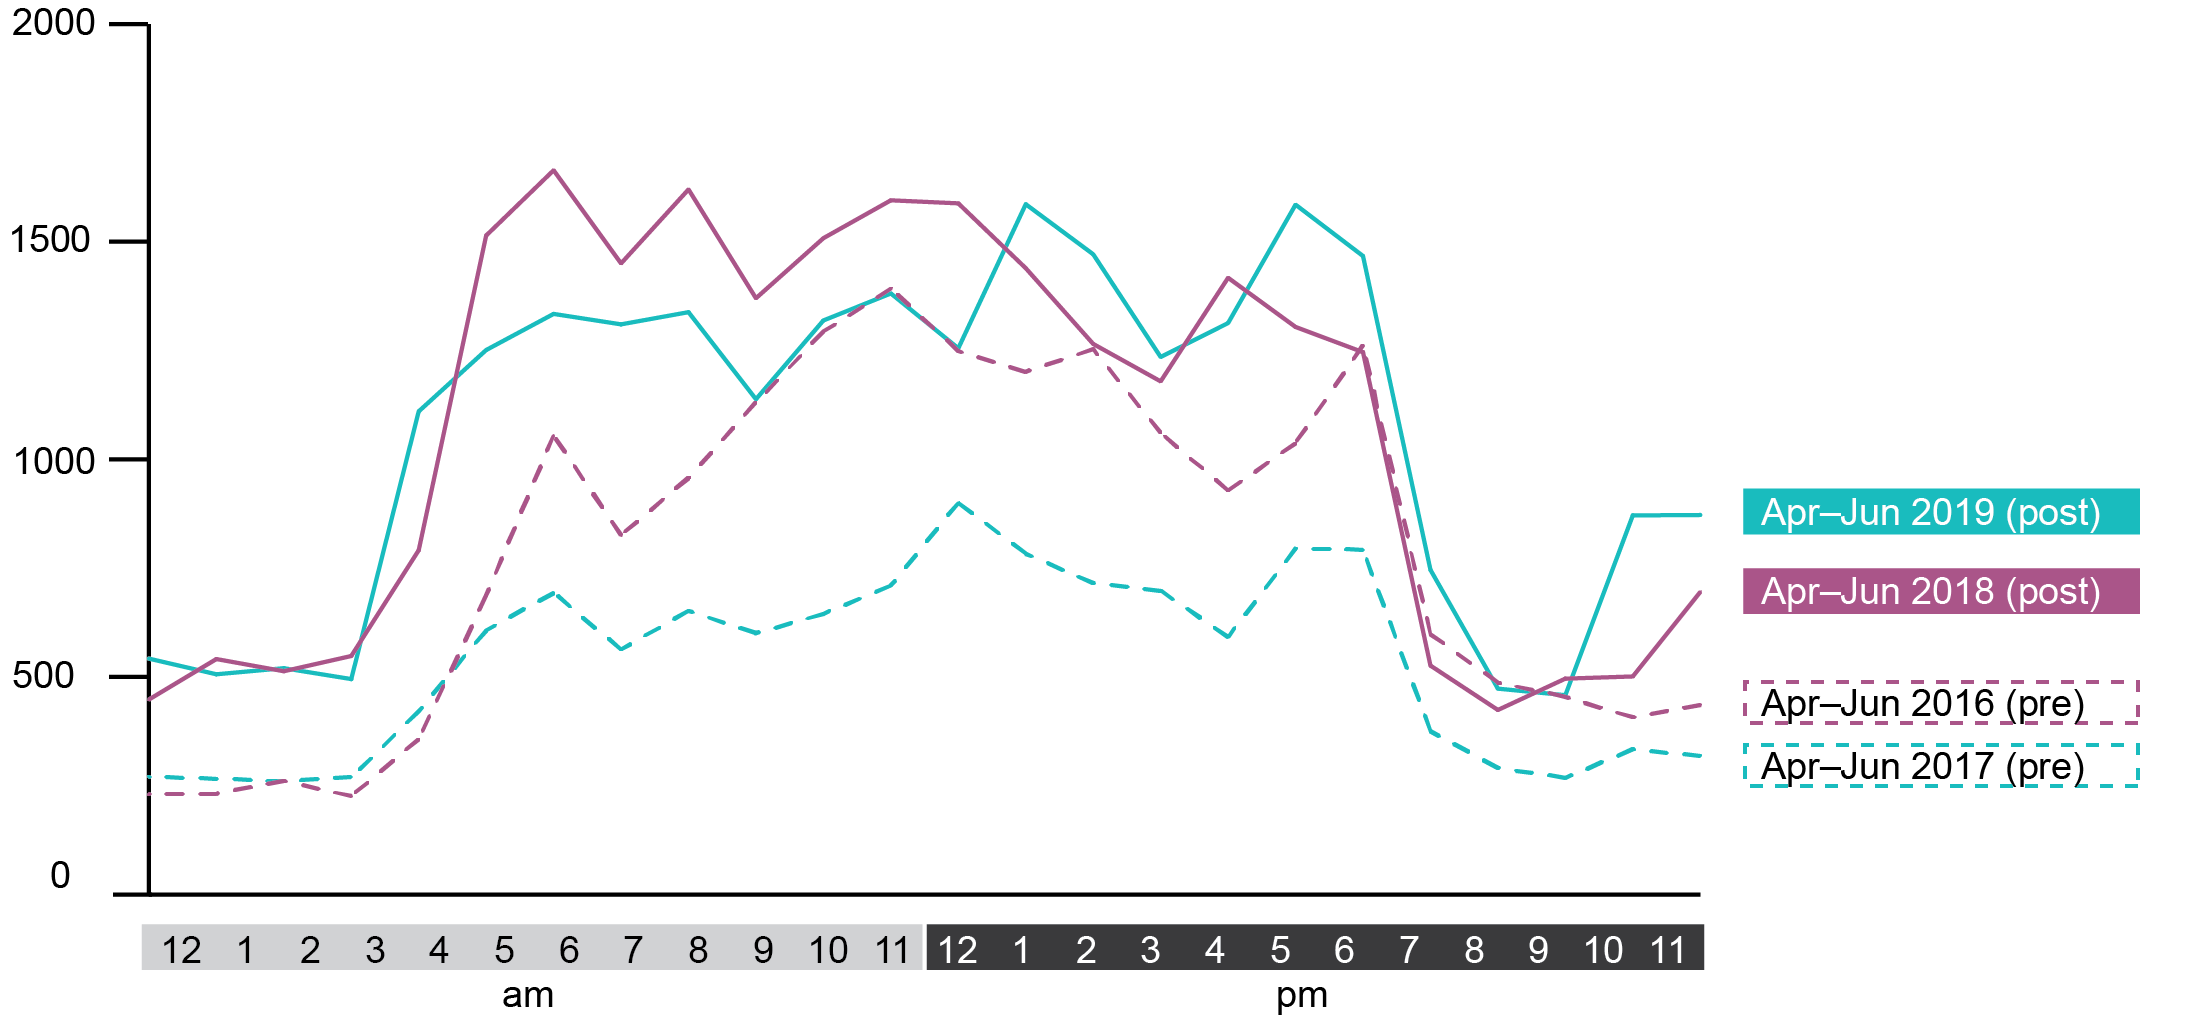 2000
1500
1000
500
0
12 1 2 3 4 5 6 7 8 9 10 11 12 1 2 3 4 5 6 7 8 9 10 11
am pm
Apr–Jun 2019 (post)
Apr–Jun 2018 (post)
Apr–Jun 2016 (pre)
Apr–Jun 2017 (pre)